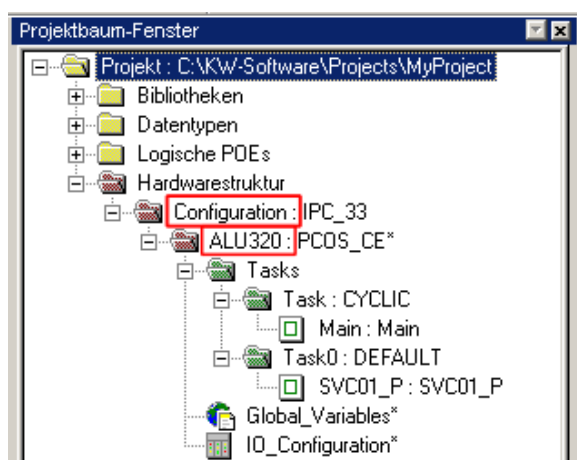 Projektbaum-Fenster
Projekt : C:\KW-Software\Projects\MyProject
Bibliotheken
Datentypen
Logische POEs
Hardwarestruktur
Configuration : IPC_33
ALU320 : PCOS_CE*
Tasks
Task : CYCLIC
Main : Main
Task0 : DEFAULT
SVC01_P : SVC01_P
Global_Variables*
IO_Configuration*